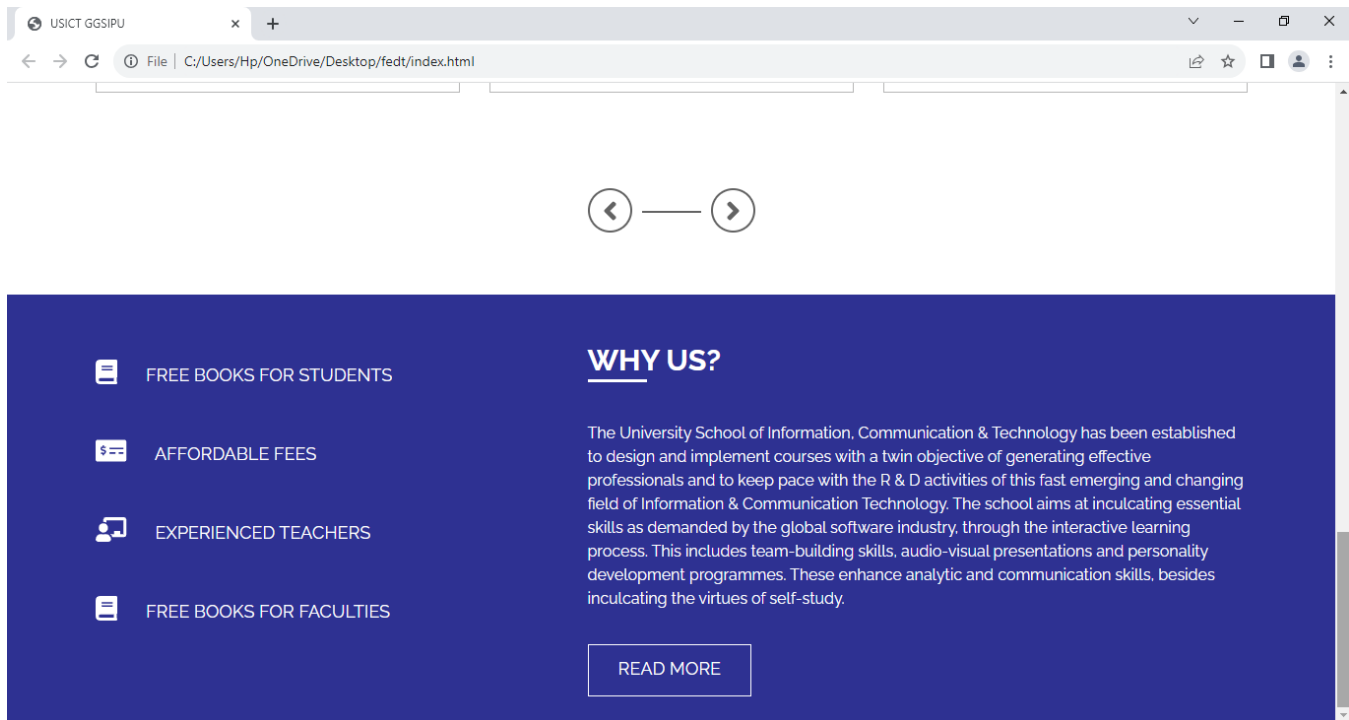 USICT GGSIPU
File | C:/Users/Hp/OneDrive/Desktop/fedt/index.html
FREE BOOKS FOR STUDENTS
AFFORDABLE FEES
EXPERIENCED TEACHERS
FREE BOOKS FOR FACULTIES
WHY US?
The University School of Information, Communication & Technology has been established
to design and implement courses with a twin objective of generating effective
professionals and to keep pace with the R & D activities of this fast emerging and changing
field of Information & Communication Technology. The school aims at inculcating essential
skills as demanded by the global software industry, through the interactive learning
process. This includes team-building skills, audio-visual presentations and personality
development programmes. These enhance analytic and communication skills, besides
inculcating the virtues of self-study.
READ MORE